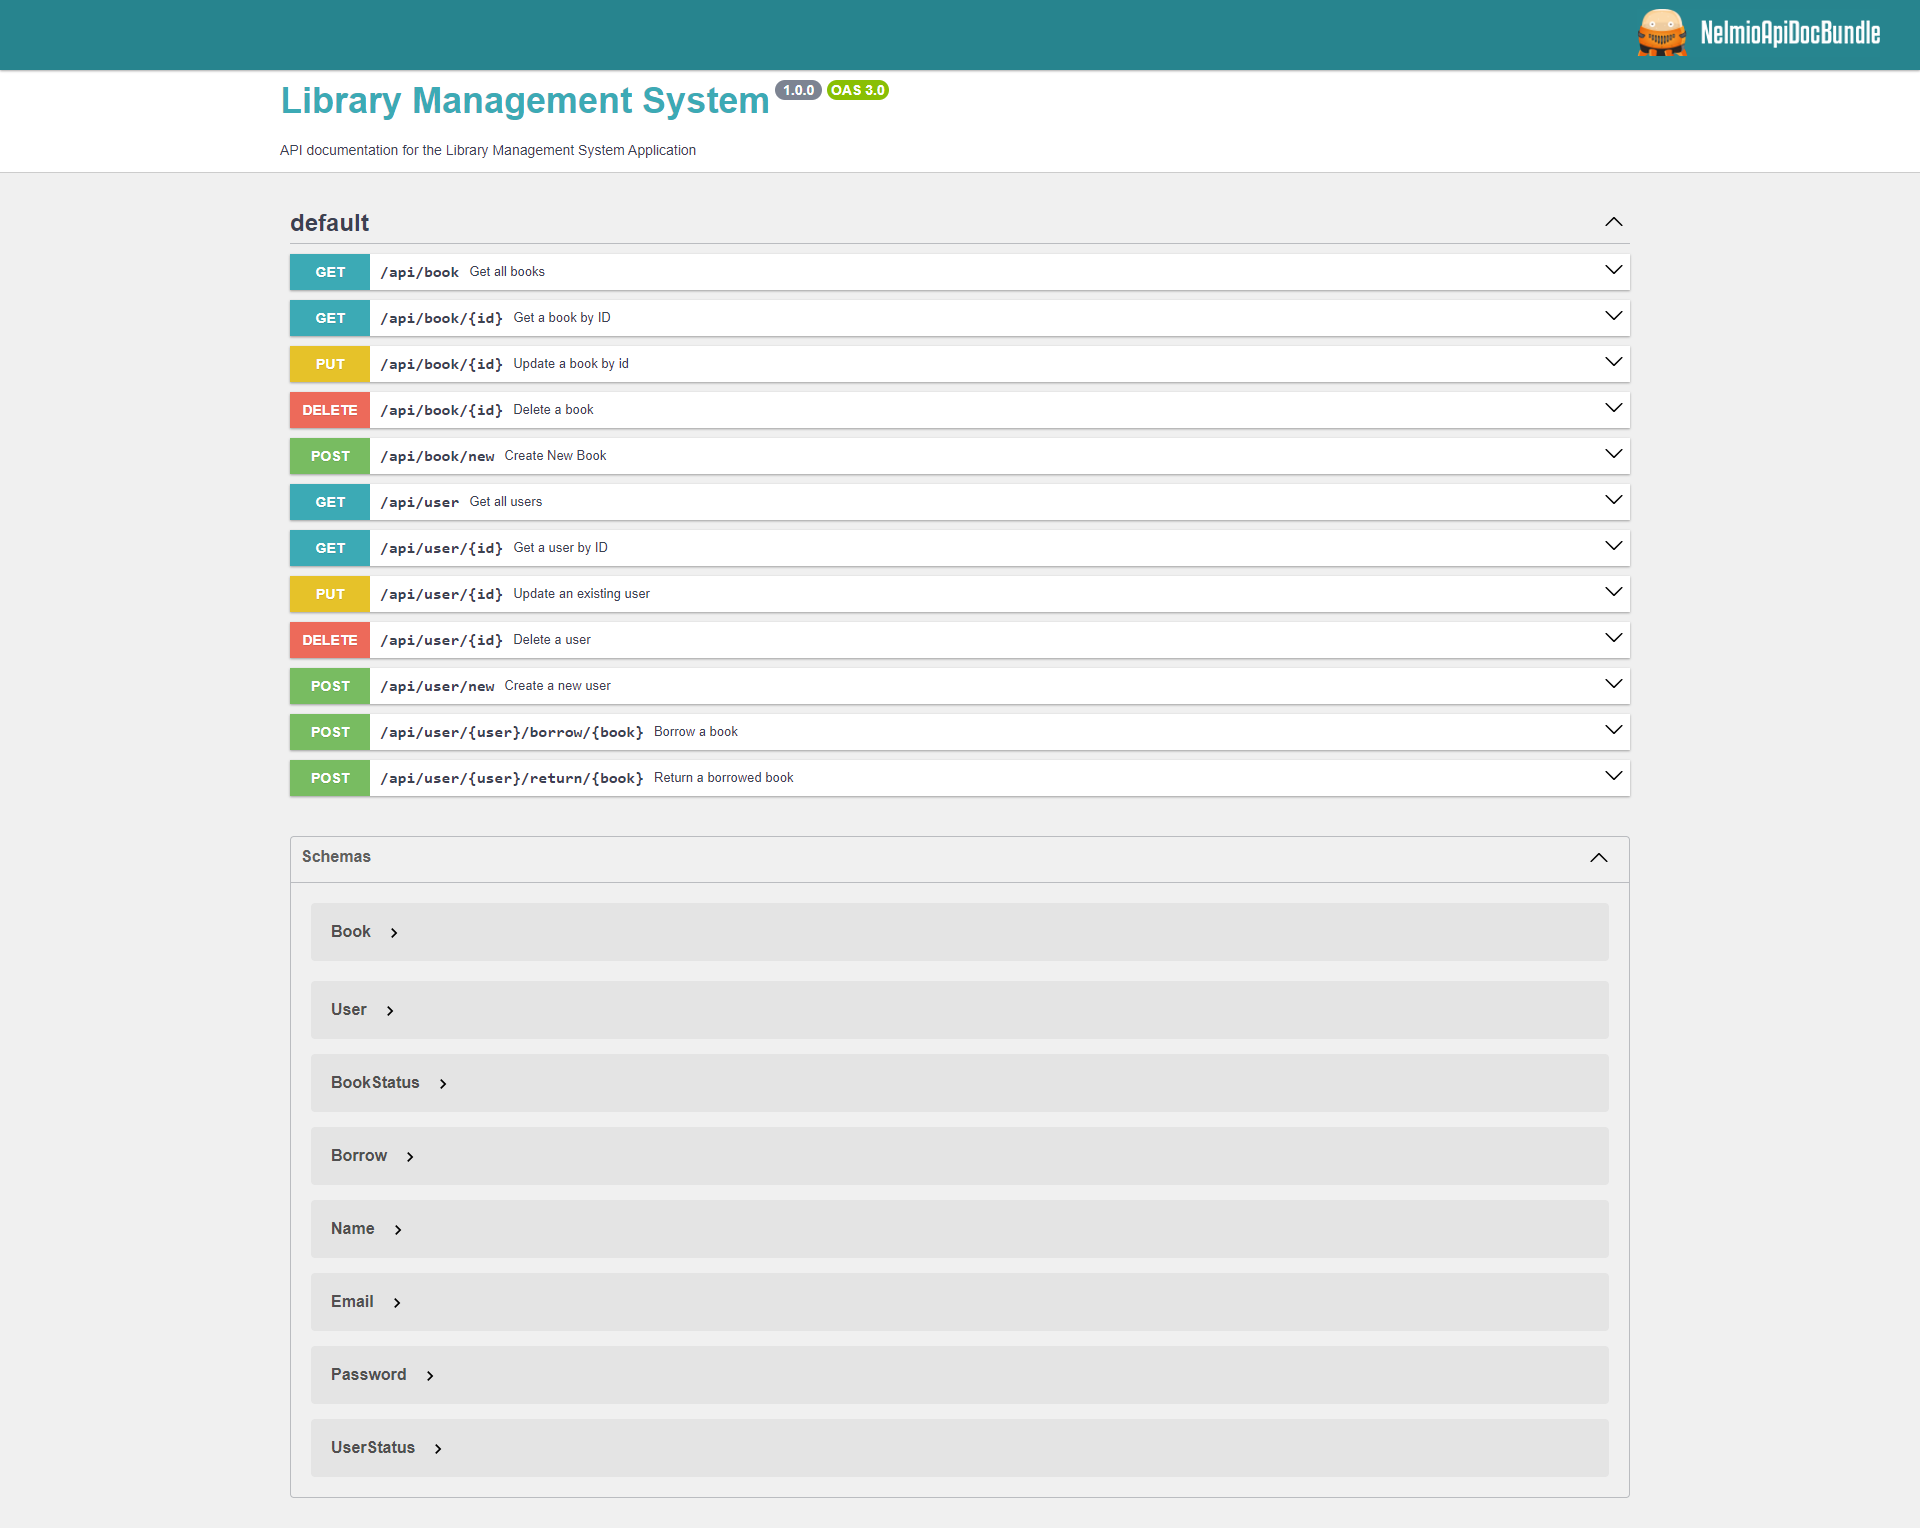 NelmioApiDocBundle
Library Management System 1.0.0 OAS 3.0
API documentation for the Library Management System Application
default
GET /api/book Get all books
GET /api/book/{id} Get a book by ID
PUT /api/book/{id} Update a book by id
DELETE /api/book/{id} Delete a book
POST /api/book/new Create New Book
GET /api/user Get all users
GET /api/user/{id} Get a user by ID
PUT /api/user/{id} Update an existing user
DELETE /api/user/{id} Delete a user
POST /api/user/new Create a new user
POST /api/user/{user}/borrow/{book} Borrow a book
POST /api/user/{user}/return/{book} Return a borrowed book
Schemas
Book
User
BookStatus
Borrow
Name
Email
Password
UserStatus